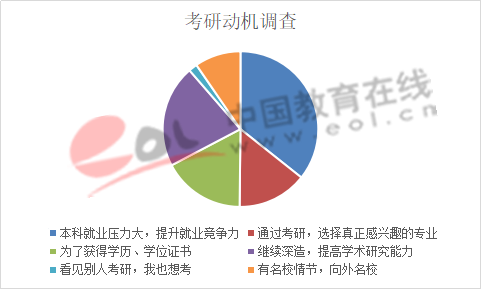 考研动机调查
eol 中国教育在线
www.eol.cn
本科就业压力大，提升就业竞争力 通过考研，选择真正感兴趣的专业
为了获得学历、学位证书 继续深造，提高学术研究能力
看见别人考研，我也想考 有名校情节，向外名校